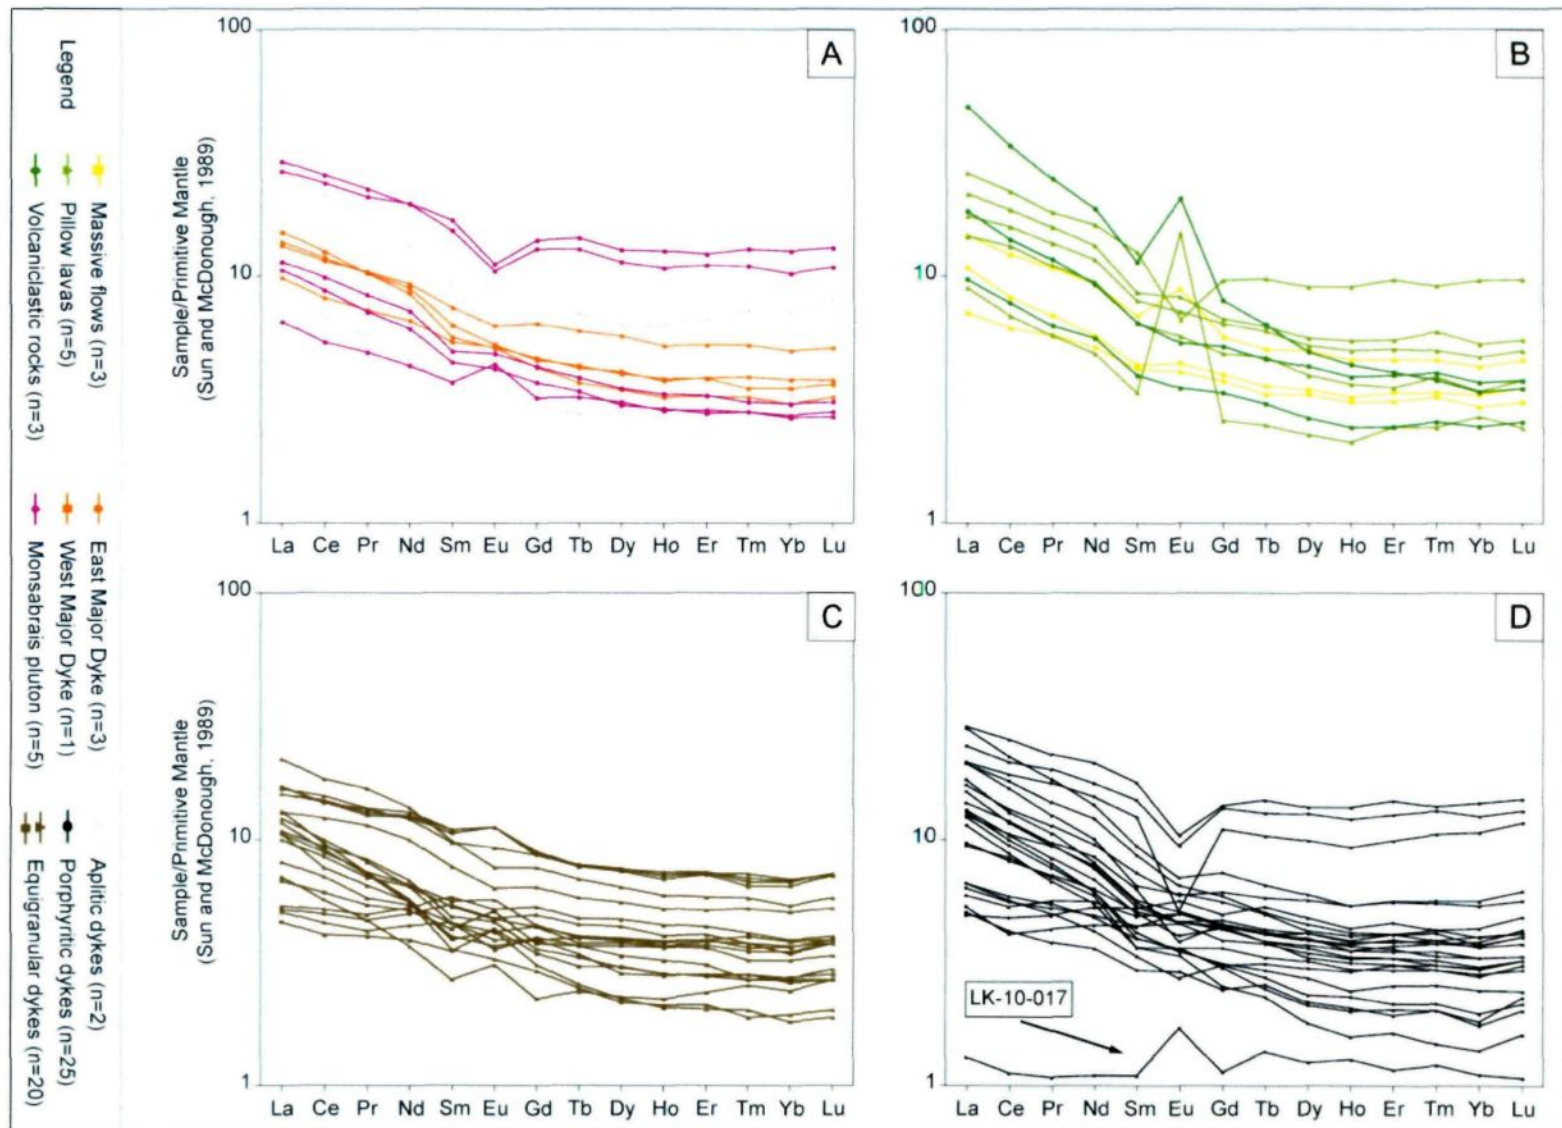 Legend
Massive flows (n=3)
Pillow lavas (n=5)
Volcaniclastic rocks (n=3)
East Major Dyke (n=3)
West Major Dyke (n=1)
Monsabrais pluton (n=5)
Aplitic dykes (n=2)
Porphyritic dykes (n=25)
Equigranular dykes (n=20)
A
100
10
1
Sample/Primitive Mantle
(Sun and McDonough, 1989)
La Ce Pr Nd Sm Eu Gd Tb Dy Ho Er Tm Yb Lu
B
100
10
1
La Ce Pr Nd Sm Eu Gd Tb Dy Ho Er Tm Yb Lu
C
100
10
1
Sample/Primitive Mantle
(Sun and McDonough, 1989)
La Ce Pr Nd Sm Eu Gd Tb Dy Ho Er Tm Yb Lu
D
100
10
1
LK-10-017
La Ce Pr Nd Sm Eu Gd Tb Dy Ho Er Tm Yb Lu